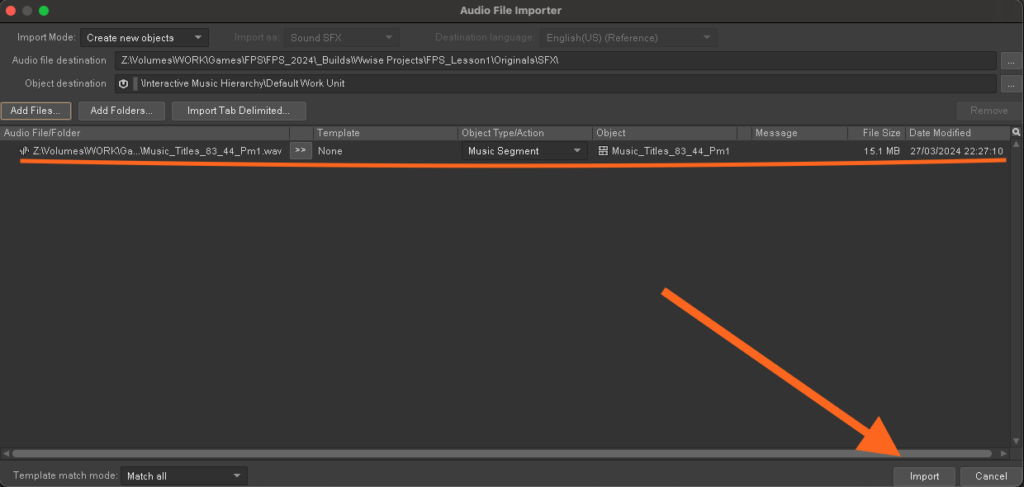 Audio File Importer
Import Mode: Create new objects Import as: Sound SFX Destination language: English(US) (Reference)
Audio file destination Z:\Volumes\WORK\Games\FPS\FPS_2024\_Builds\Wwise Projects\FPS_Lesson1\Originals\SFX\ ...
Object destination \Interactive Music Hierarchy\Default Work Unit ...
Add Files... Add Folders... Import Tab Delimited... Remove
Audio File/Folder Template Object Type/Action Object Message File Size Date Modified
Z:\Volumes\WORK\Ga...\Music_Titles_83_44_Pm1.wav >> None Music Segment Music_Titles_83_44_Pm1 15.1 MB 27/03/2024 22:27:10
Template match mode: Match all Import Cancel